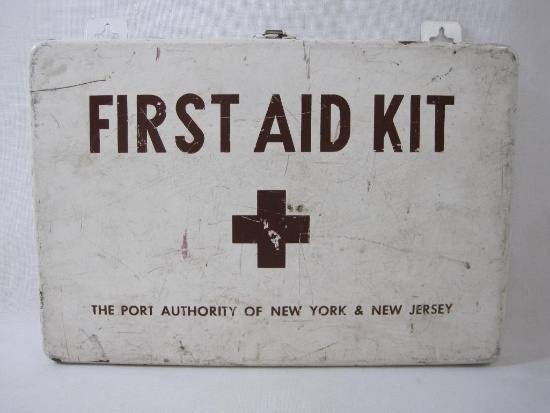 FIRST AID KIT
THE PORT AUTHORITY OF NEW YORK & NEW JERSEY